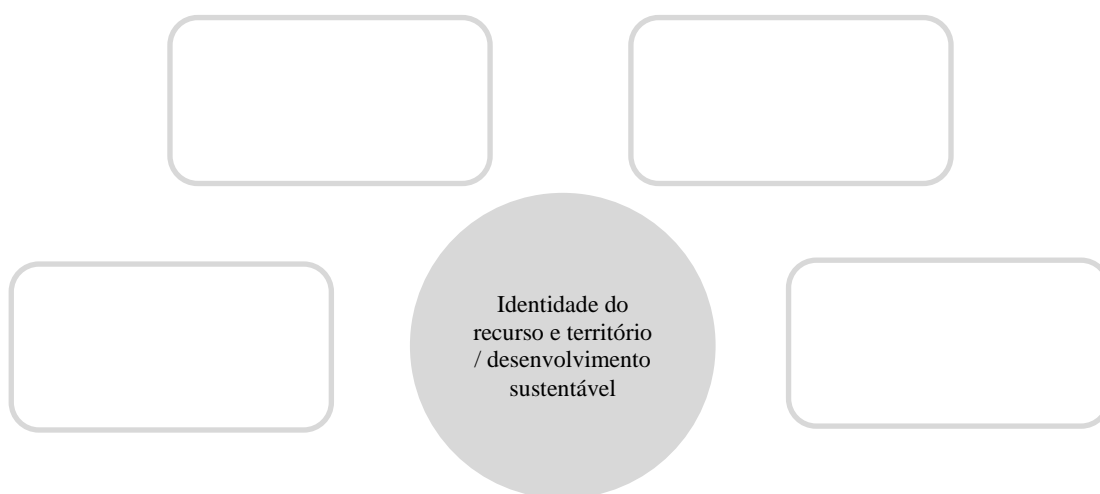 Identidade do
recurso e território
/ desenvolvimento
sustentável